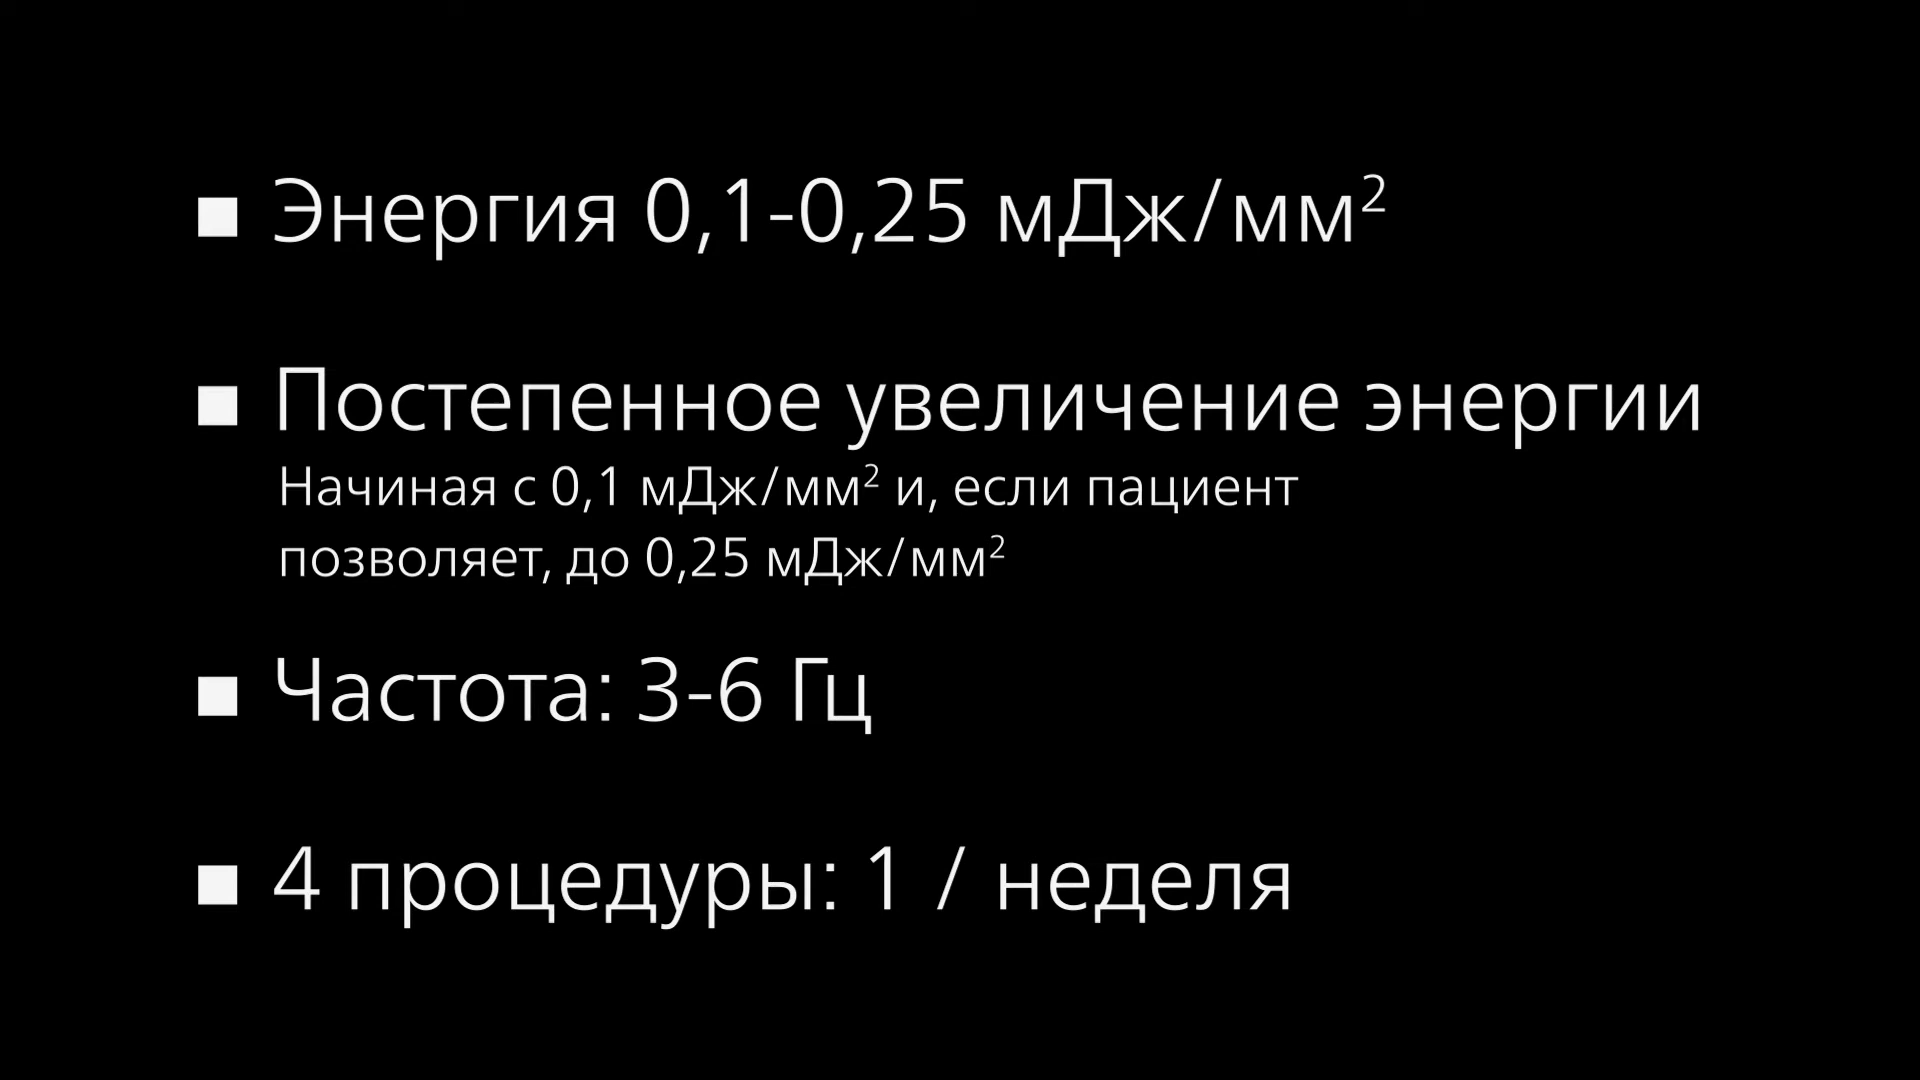 ▪ Энергия 0,1-0,25 мДж/мм²
▪ Постепенное увеличение энергии
Начиная с 0,1 мДж/мм² и, если пациент
позволяет, до 0,25 мДж/мм²
▪ Частота: 3-6 Гц
▪ 4 процедуры: 1 / неделя